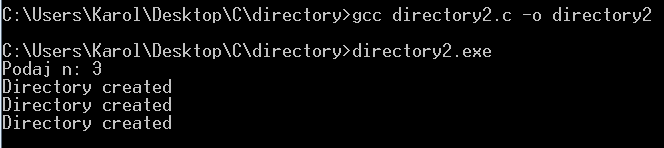 C:\Users\Karol\Desktop\C\directory>gcc directory2.c -o directory2
C:\Users\Karol\Desktop\C\directory>directory2.exe
Podaj n: 3
Directory created
Directory created
Directory created